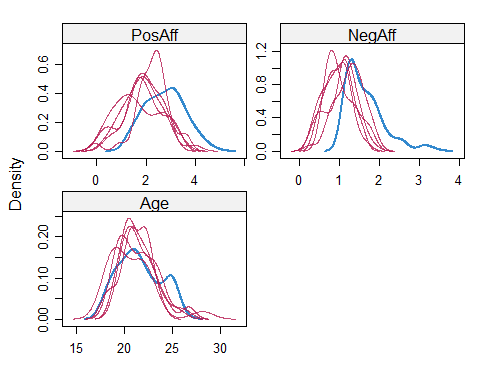 PosAff
NegAff
0.0 0.2 0.4 0.6
0.0 0.4 0.8 1.2
0 2 4
0 1 2 3 4
Density
Age
0.00 0.10 0.20
15 20 25 30